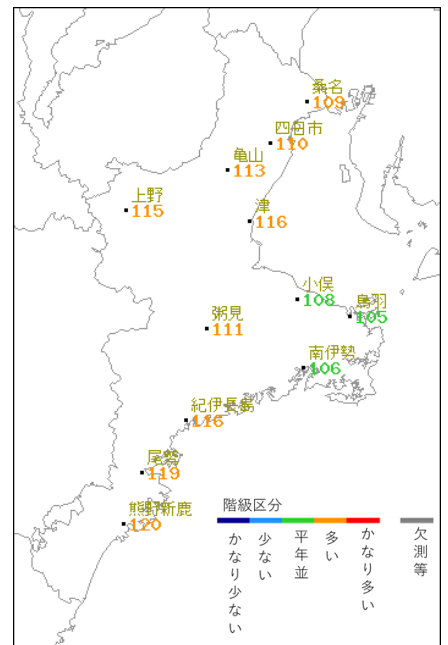 桑名
109
四日市
110
亀山
113
上野
115
津
116
小俣
108
鳥羽
105
粥見
111
南伊勢
106
紀伊長島
116
尾鷲
119
熊野新鹿
120
階級区分
かなり少ない
少ない
平年並
多い
かなり多い
欠測等